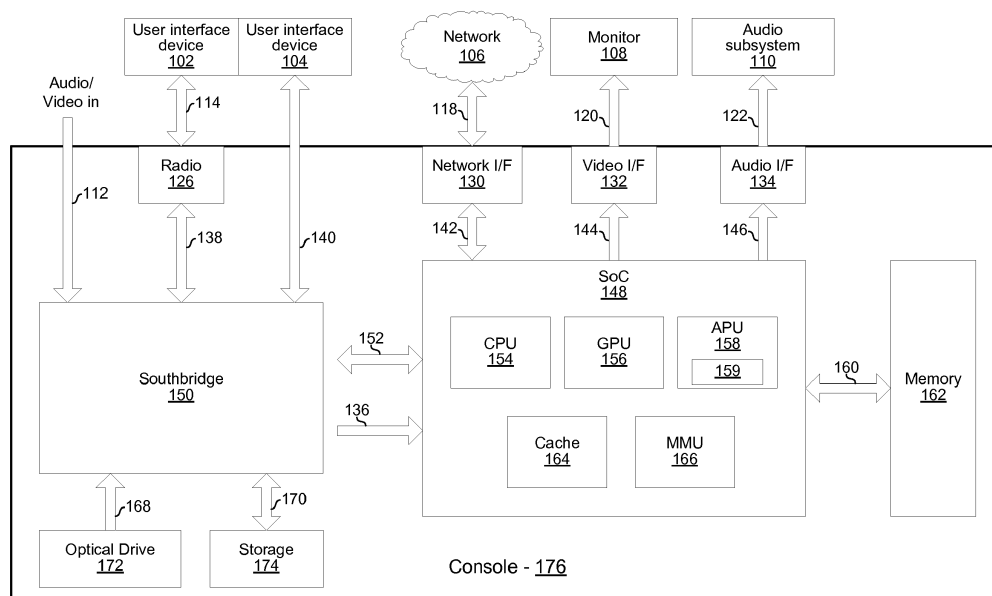 User interface
device
102
User interface
device
104
Network
106
Monitor
108
Audio
subsystem
110
Audio/
Video in
114
118
120
122
Radio
126
Network I/F
130
Video I/F
132
Audio I/F
134
112
138
140
142
144
146
SoC
148
152
CPU
154
GPU
156
APU
158
159
160
Memory
162
Southbridge
150
136
Cache
164
MMU
166
168
170
Optical Drive
172
Storage
174
Console - 176